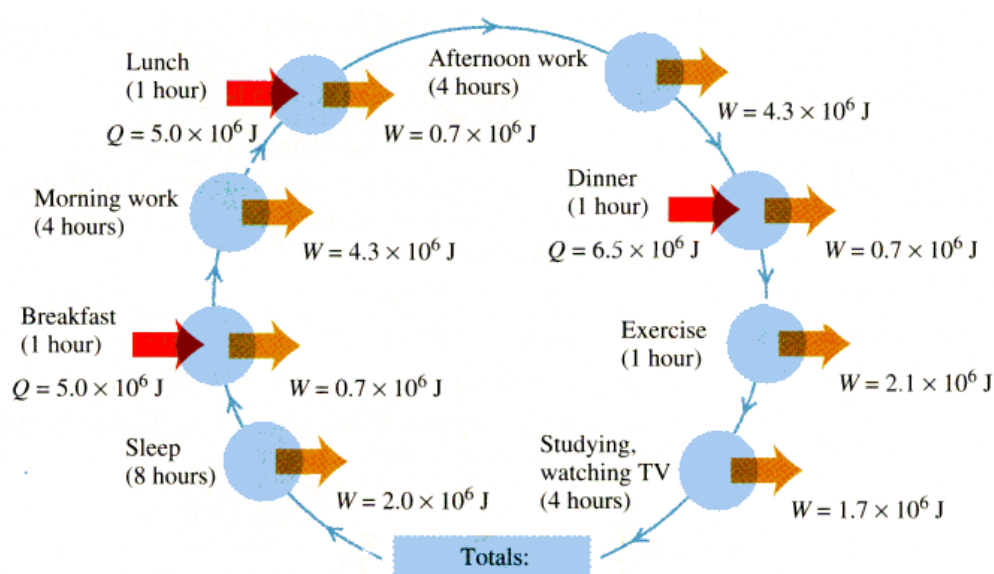 Lunch
(1 hour)
Q = 5.0 × 10⁶ J
W = 0.7 × 10⁶ J
Afternoon work
(4 hours)
W = 4.3 × 10⁶ J
Morning work
(4 hours)
W = 4.3 × 10⁶ J
Dinner
(1 hour)
Q = 6.5 × 10⁶ J
W = 0.7 × 10⁶ J
Breakfast
(1 hour)
Q = 5.0 × 10⁶ J
W = 0.7 × 10⁶ J
Exercise
(1 hour)
W = 2.1 × 10⁶ J
Sleep
(8 hours)
W = 2.0 × 10⁶ J
Studying,
watching TV
(4 hours)
W = 1.7 × 10⁶ J
Totals: